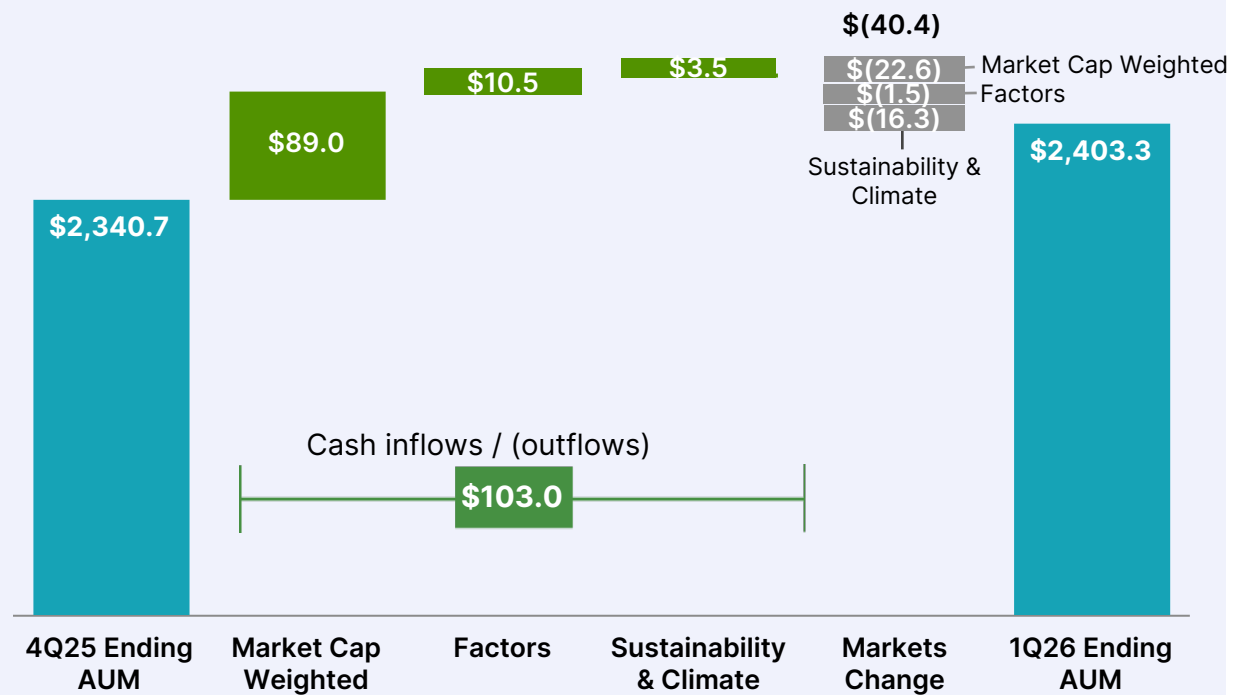 $(40.4)
$3.5
$(22.6)
Market Cap Weighted
$10.5
$(1.5)
Factors
$(16.3)
$89.0
$2,403.3
Sustainability &
Climate
$2,340.7
Cash inflows / (outflows)
$103.0
4Q25 Ending
AUM
Market Cap
Weighted
Factors
Sustainability
& Climate
Markets
Change
1Q26 Ending
AUM